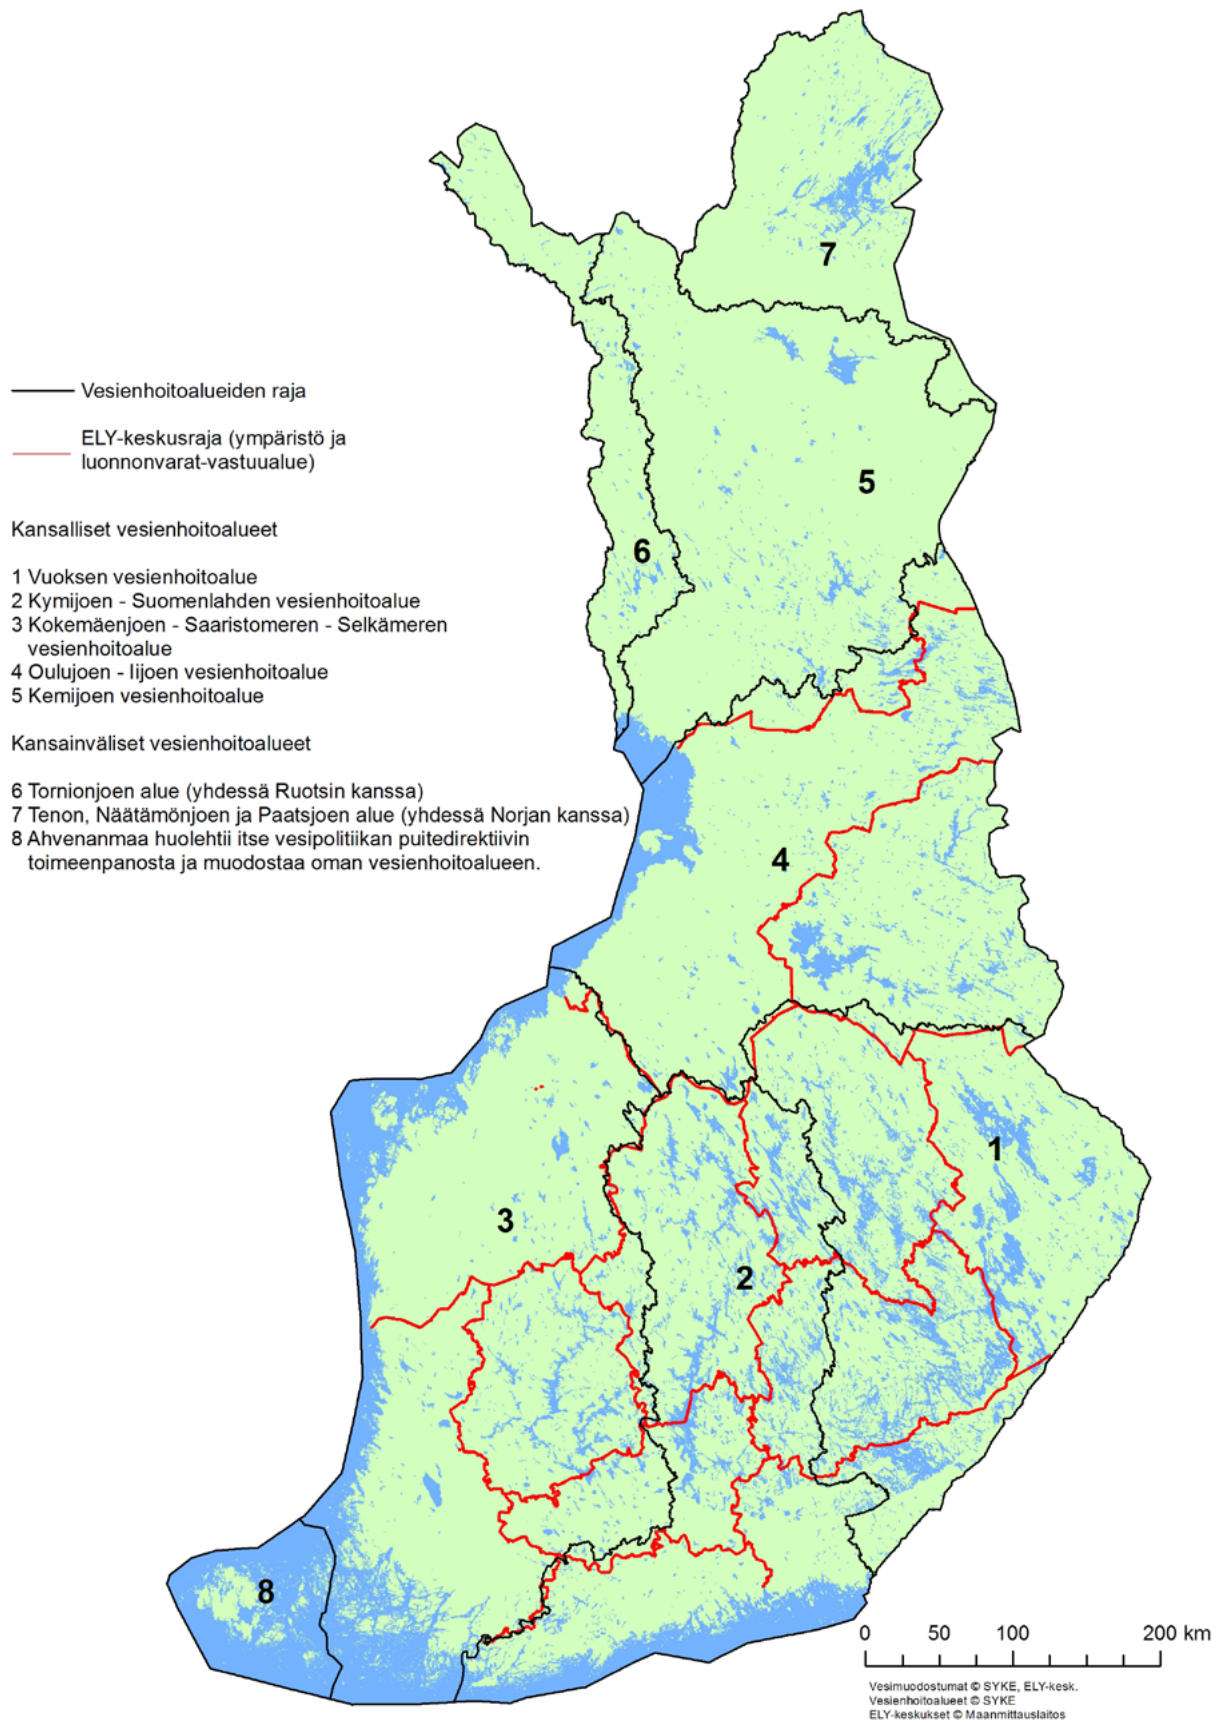 7
Vesienhoitoalueiden raja
ELY-keskusraja (ympäristö ja
luonnonvarat-vastuualue)
5
Kansalliset vesienhoitoalueet
6
1 Vuoksen vesienhoitoalue
2 Kymijoen - Suomenlahden vesienhoitoalue
3 Kokemäenjoen - Saaristomeren - Selkämeren
vesienhoitoalue
4 Oulujoen - Iijoen vesienhoitoalue
5 Kemijoen vesienhoitoalue
Kansainväliset vesienhoitoalueet
6 Tornionjoen alue (yhdessä Ruotsin kanssa)
7 Tenon, Näätämönjoen ja Paatsjoen alue (yhdessä Norjan kanssa)
8 Ahvenanmaa huolehtii itse vesipolitiikan puitedirektiivin
toimeenpanosta ja muodostaa oman vesienhoitoalueen.
4
1
3
2
8
0 50 100 200 km
Vesimuodostumat © SYKE, ELY-kesk.
Vesienhoitoalueet © SYKE
ELY-keskukset © Maanmittauslaitos